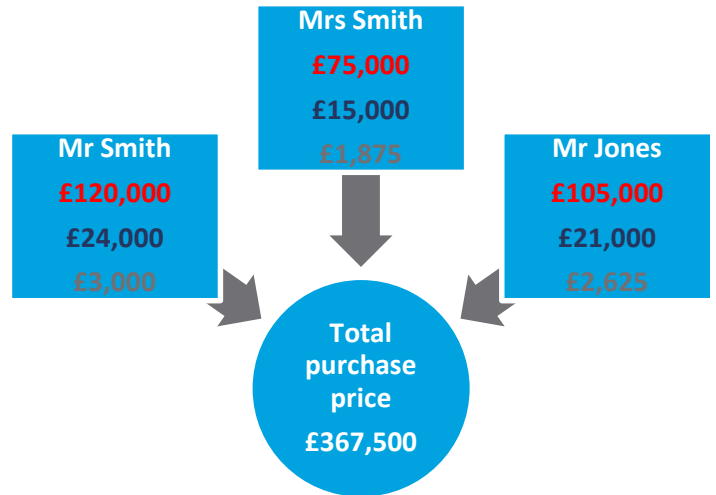 Mrs Smith
£75,000
£15,000
£1,875
Mr Smith
£120,000
£24,000
£3,000
Mr Jones
£105,000
£21,000
£2,625
Total
purchase
price
£367,500